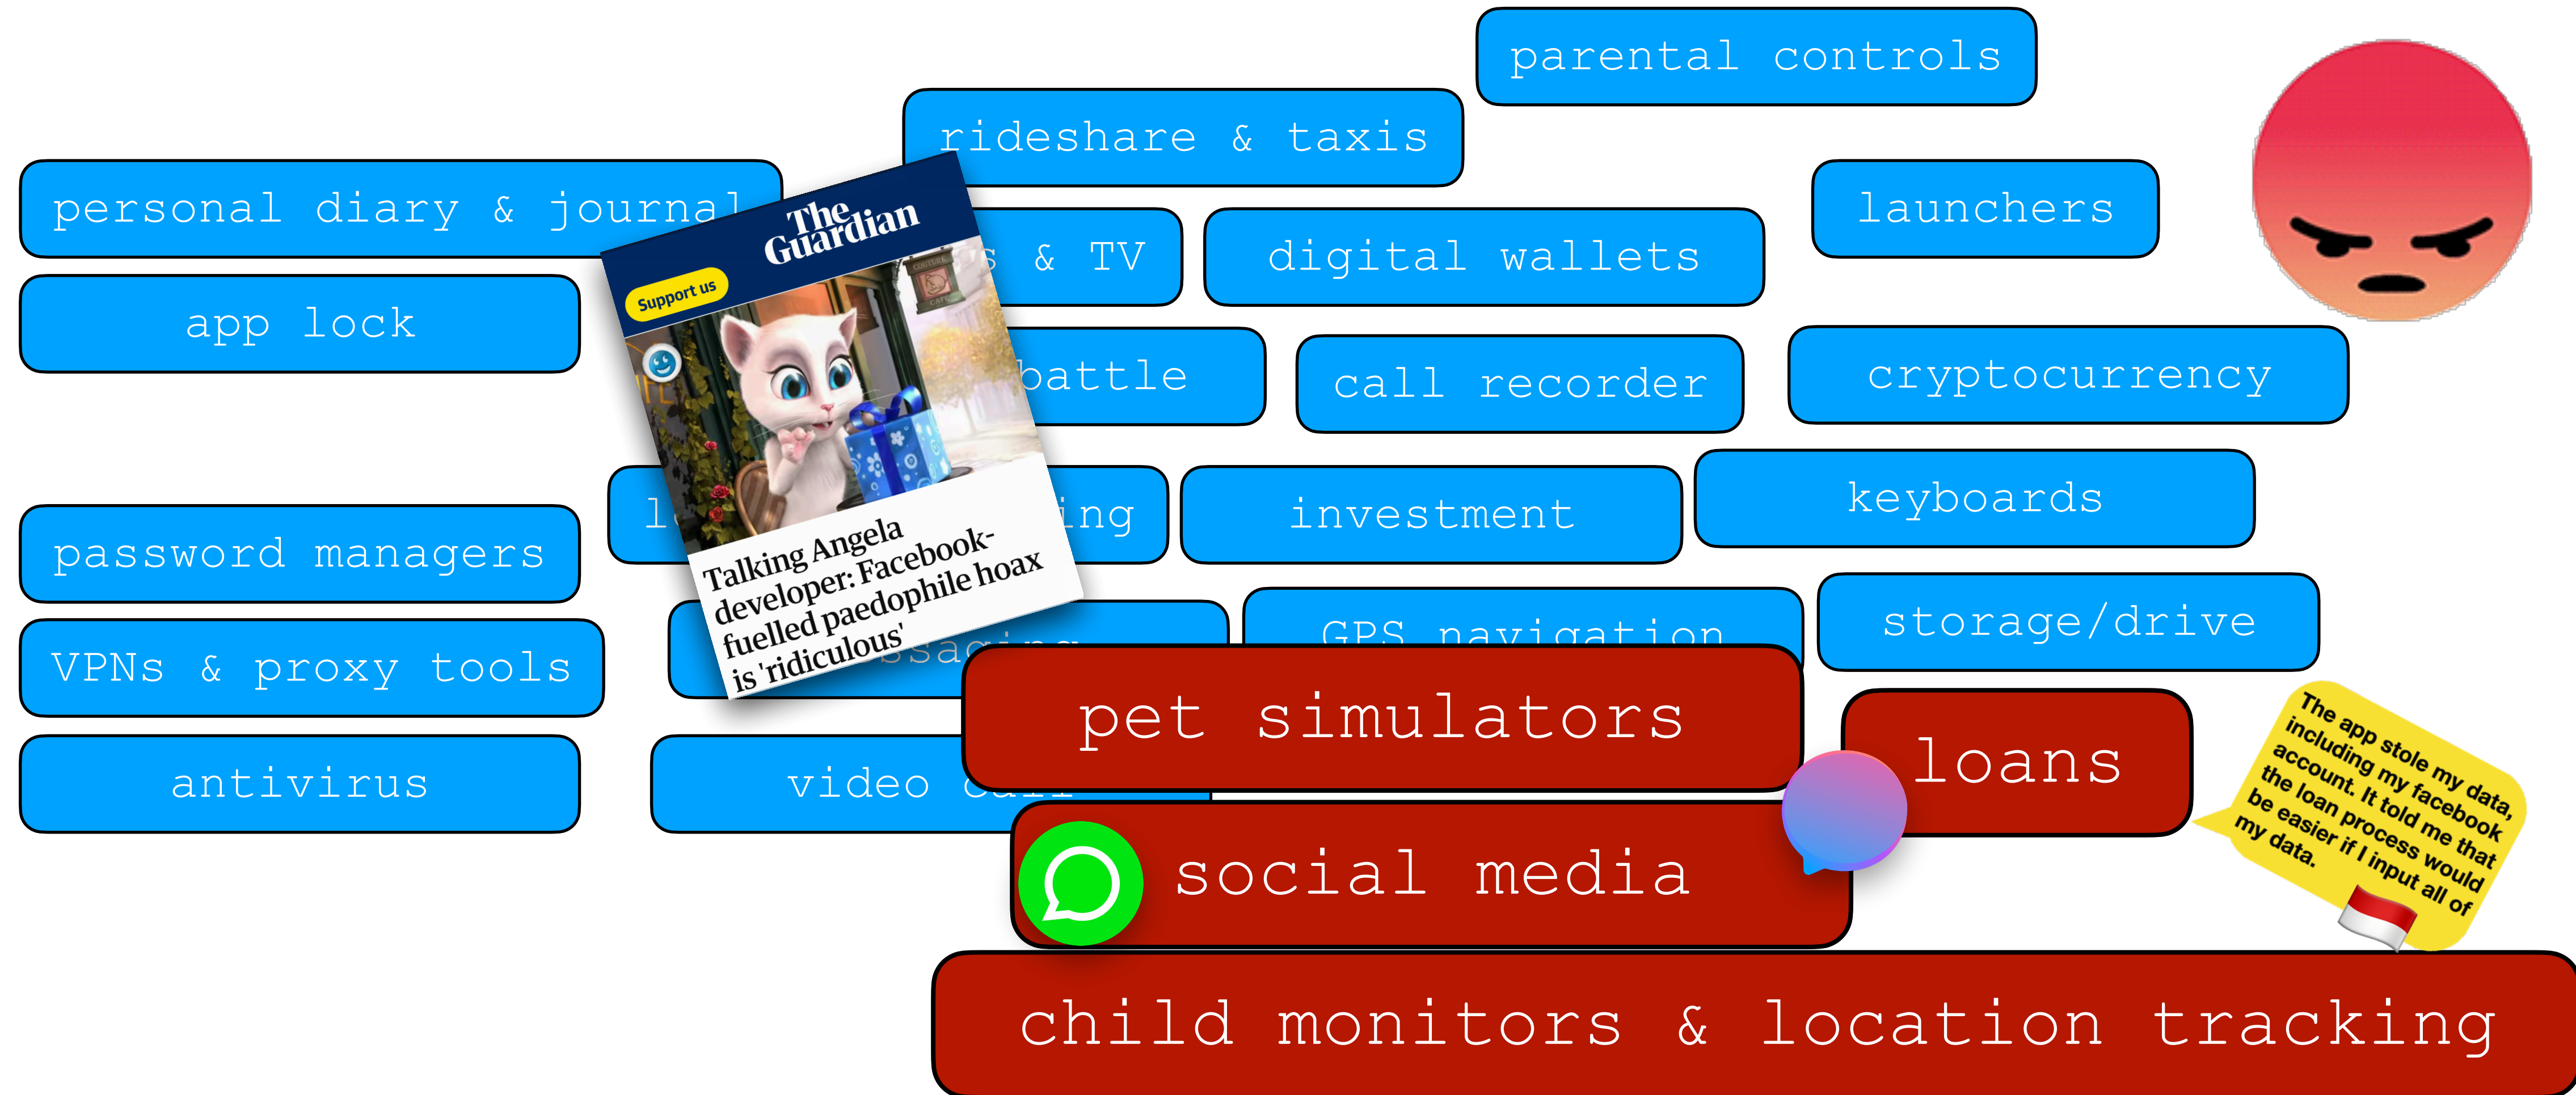 parental controls
rideshare & taxis
personal diary & journal
launchers
& TV
digital wallets
app lock
battle
call recorder
cryptocurrency
The
Guardian
Support us
Talking Angela
developer: Facebook-
fuelled paedophile hoax
is 'ridiculous'
investment
keyboards
password managers
GPS navigation
storage/drive
VPNs & proxy tools
pet simulators
loans
antivirus
video call
social media
The app stole my data,
including my facebook
account. It told me that
the loan process would
be easier if I input all of
my data.
child monitors & location tracking